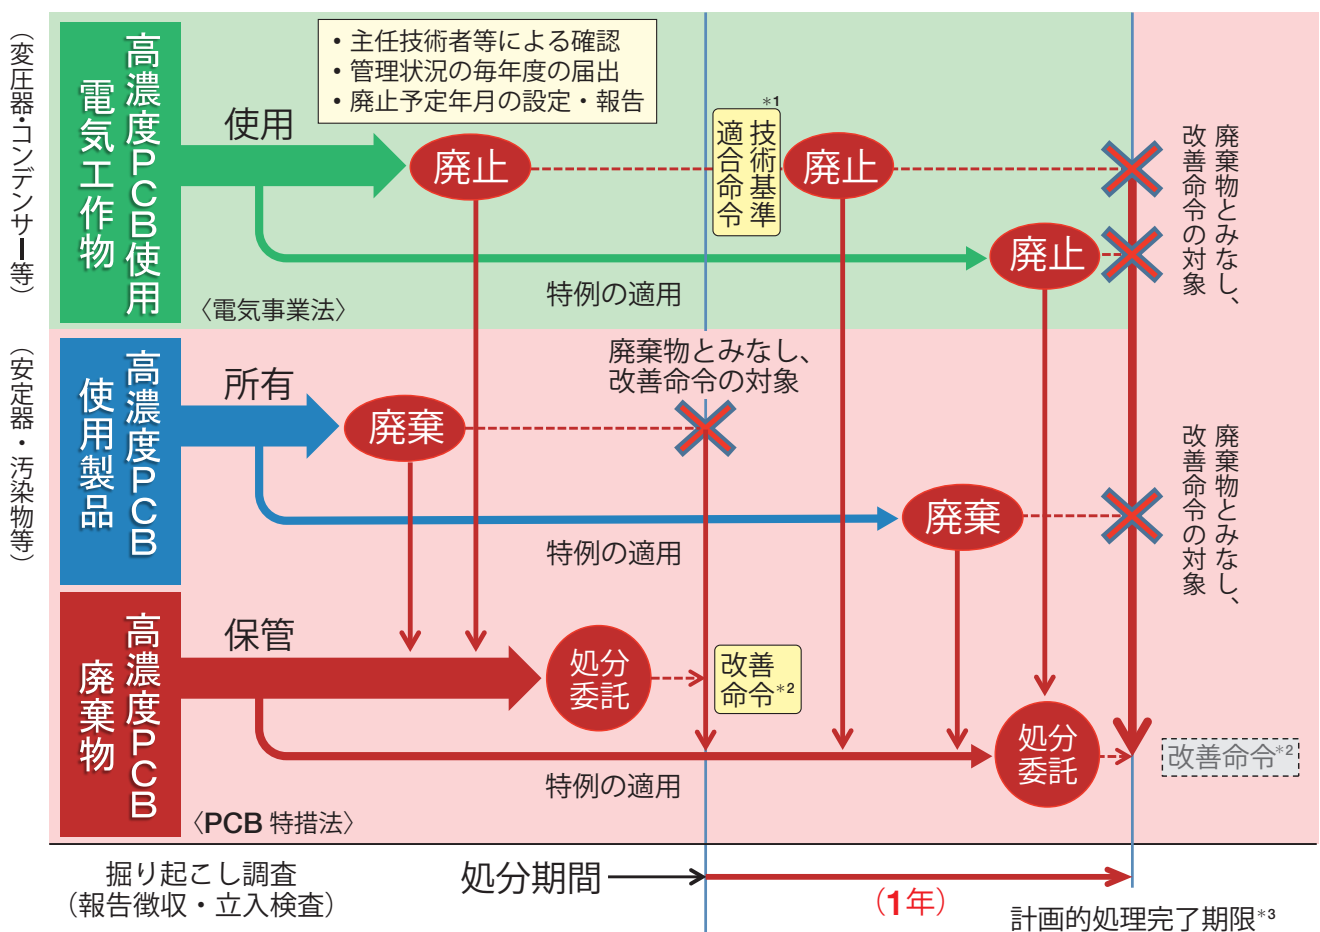 （変圧器・コンデンサー等）
高濃度PCB使用
電気工作物
・主任技術者等による確認
・管理状況の毎年度の届出
・廃止予定年月の設定・報告
使用
廃止
*1
技術基準
適合命令
廃止
廃止
特例の適用
〈電気事業法〉
廃棄物とみなし、
改善命令の対象
（安定器・汚染物等）
高濃度PCB
使用製品
所有
廃棄
廃棄物とみなし、
改善命令の対象
廃棄
特例の適用
廃棄物とみなし、
改善命令の対象
高濃度PCB
廃棄物
保管
処分
委託
改善
命令*2
処分
委託
改善命令*2
特例の適用
〈PCB 特措法〉
掘り起こし調査
（報告徴収・立入検査）
処分期間
（1年）
計画的処理完了期限*3